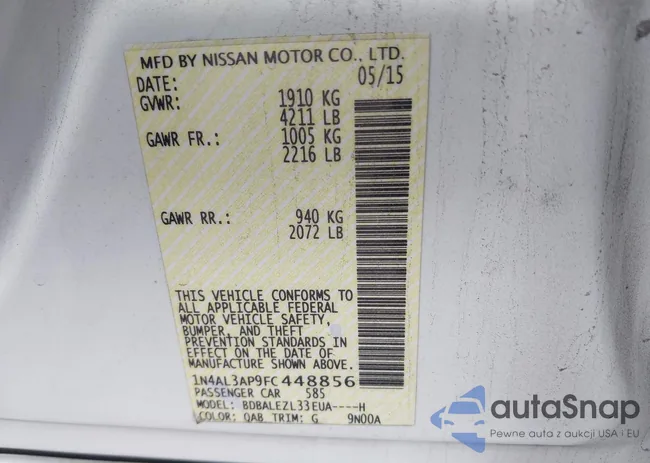 MFD BY NISSAN MOTOR CO., LTD.
DATE: 05/15
GVWR: 1910 KG
4211 LB
GAWR FR.: 1005 KG
2216 LB
GAWR RR.: 940 KG
2072 LB
THIS VEHICLE CONFORMS TO
ALL APPLICABLE FEDERAL
MOTOR VEHICLE SAFETY,
BUMPER, AND THEFT
PREVENTION STANDARDS IN
EFFECT ON THE DATE OF
MANUFACTURE SHOWN ABOVE.
1N4AL3AP9FC 448856
PASSENGER CAR 585
MODEL: BDBALEZL33EUA----H
COLOR: QAB TRIM: G 9N00A
autaSnap
Pewne auta z aukcji USA i EU